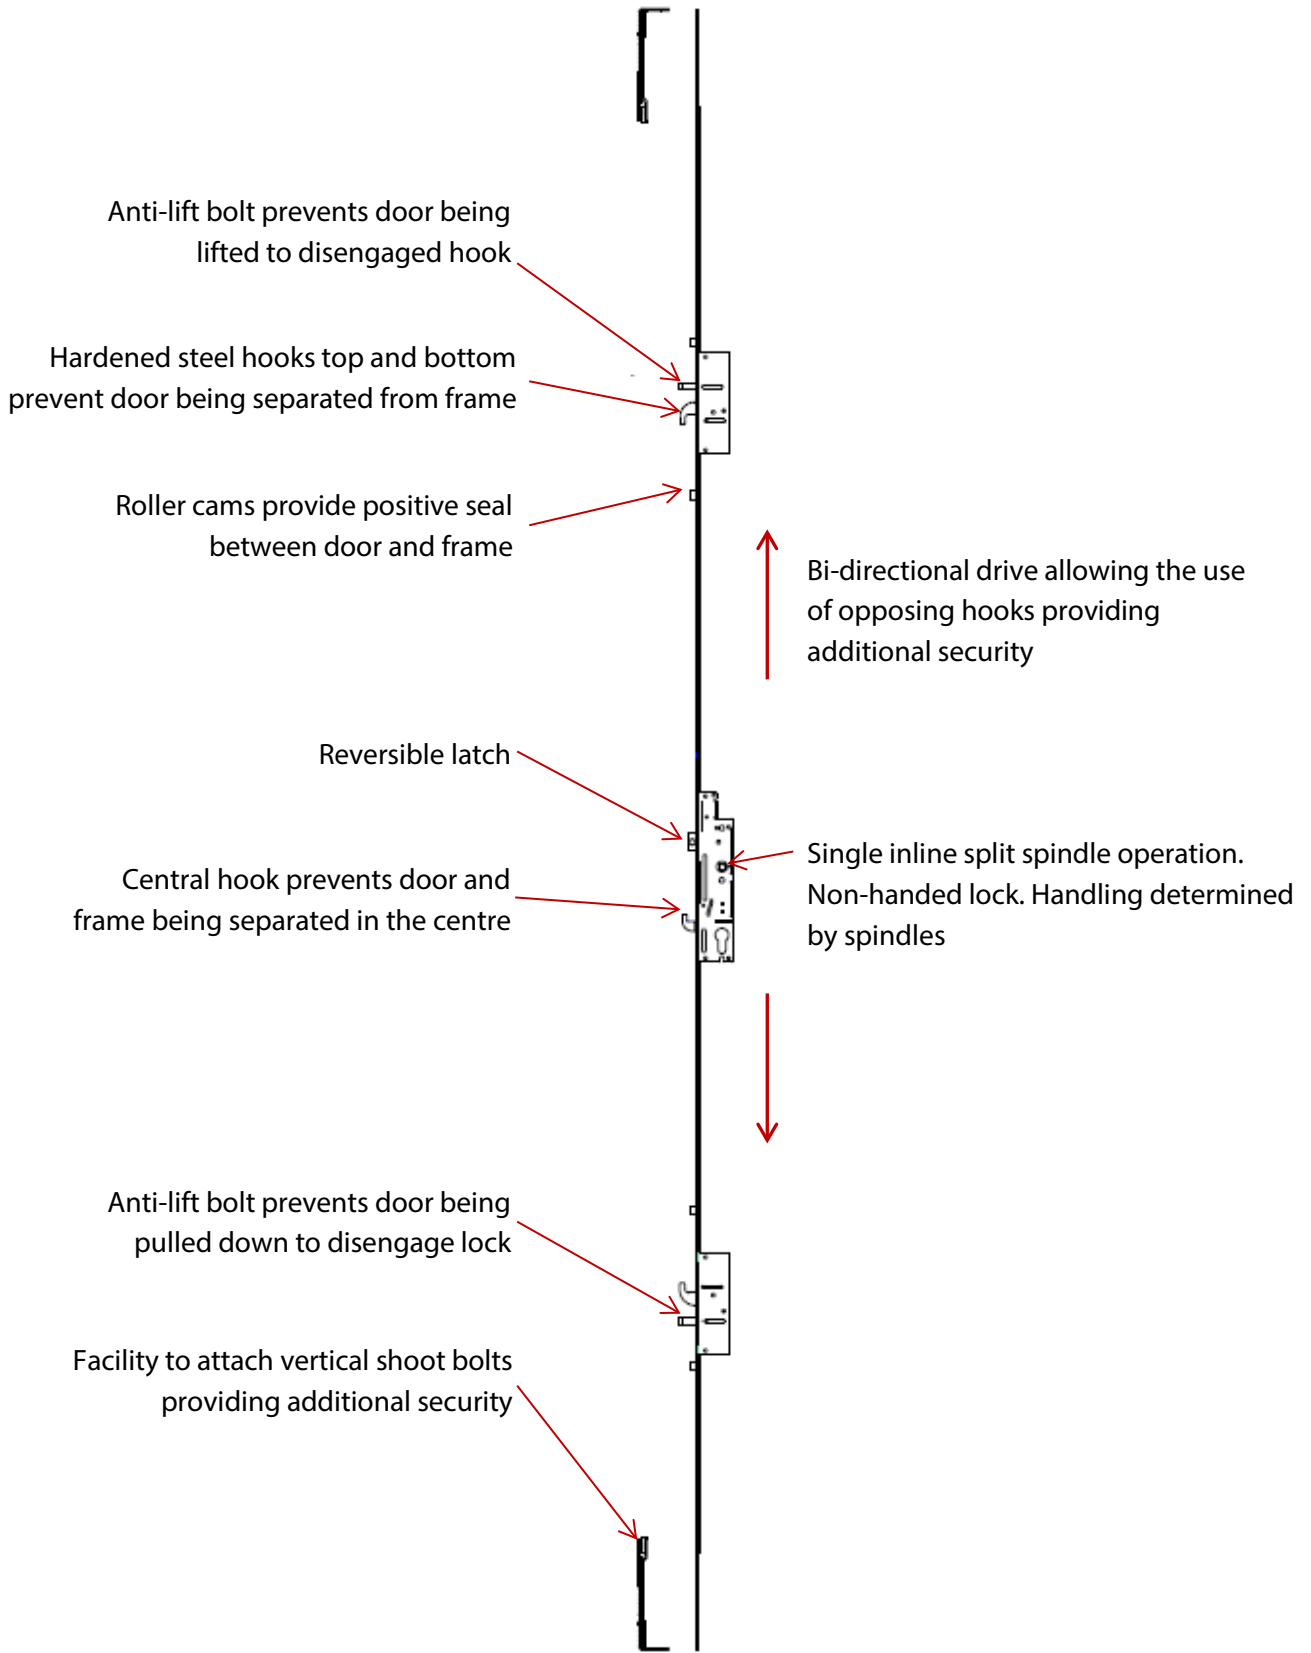 Anti-lift bolt prevents door being
lifted to disengaged hook
Hardened steel hooks top and bottom
prevent door being separated from frame
Roller cams provide positive seal
between door and frame
Bi-directional drive allowing the use
of opposing hooks providing
additional security
Reversible latch
Single inline split spindle operation.
Non-handed lock. Handling determined
by spindles
Central hook prevents door and
frame being separated in the centre
Anti-lift bolt prevents door being
pulled down to disengage lock
Facility to attach vertical shoot bolts
providing additional security